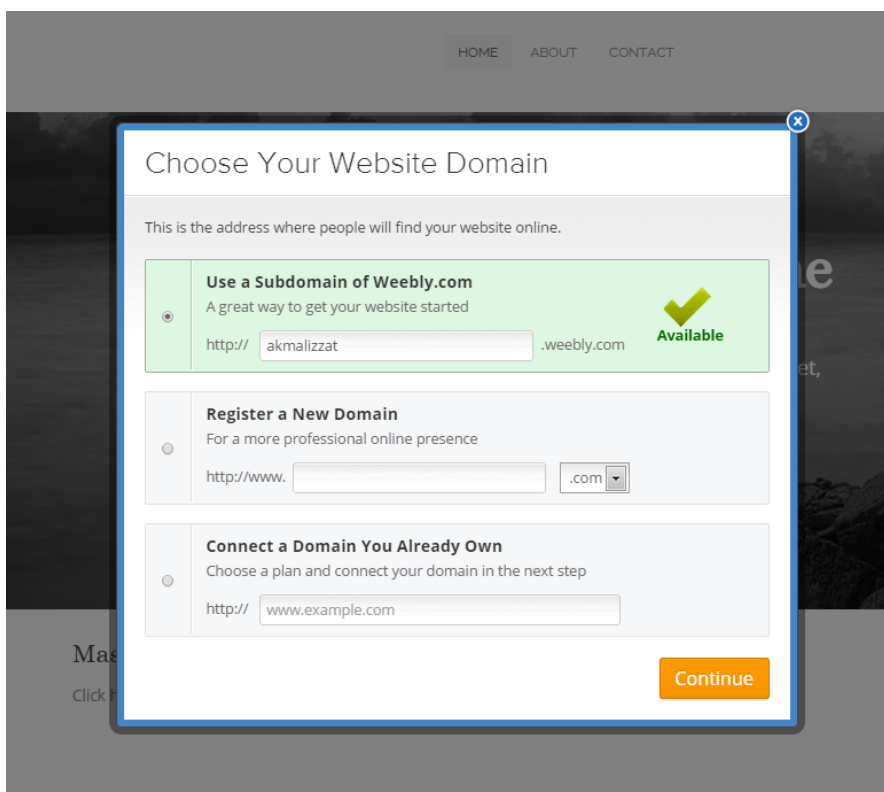 HOME ABOUT CONTACT
Choose Your Website Domain
This is the address where people will find your website online.
Use a Subdomain of Weebly.com
A great way to get your website started
http:// akmalizzat .weebly.com
Available
Register a New Domain
For a more professional online presence
http://www. .com
Connect a Domain You Already Own
Choose a plan and connect your domain in the next step
http:// www.example.com
Continue